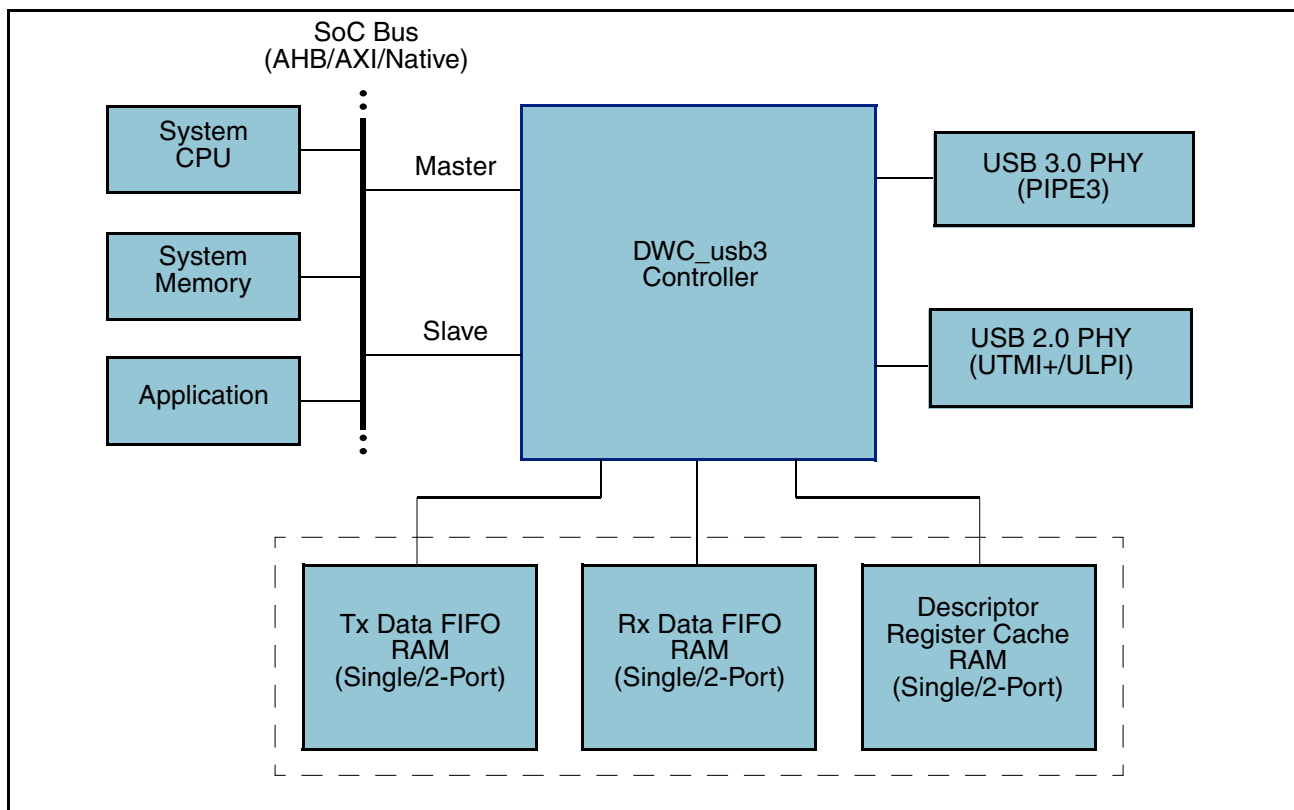 SoC Bus
(AHB/AXI/Native)
System
CPU
Master
USB 3.0 PHY
(PIPE3)
System
Memory
DWC_usb3
Controller
Slave
USB 2.0 PHY
(UTMI+/ULPI)
Application
Tx Data FIFO
RAM
(Single/2-Port)
Rx Data FIFO
RAM
(Single/2-Port)
Descriptor
Register Cache
RAM
(Single/2-Port)